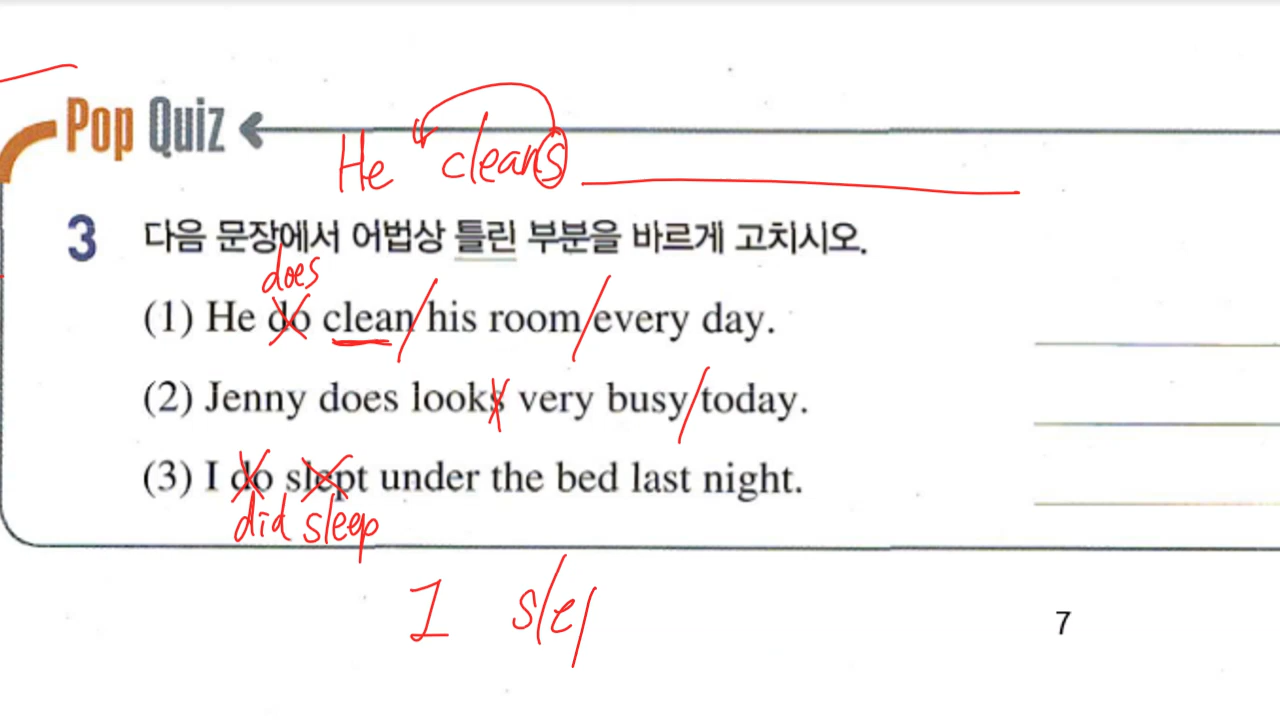 Pop Quiz
He cleans
3 다음 문장에서 어법상 틀린 부분을 바르게 고치시오.
does
(1) He do clean his room every day.
(2) Jenny does looks very busy today.
(3) I do slept under the bed last night.
did sleep
I sle
7